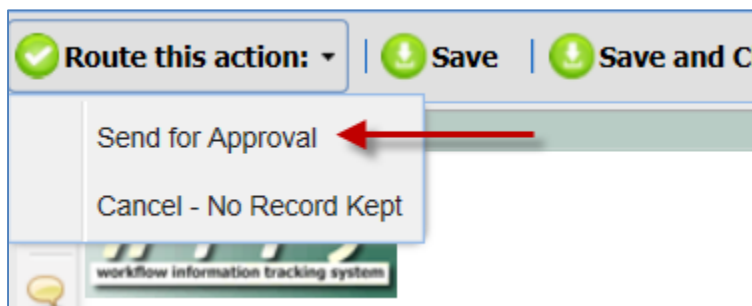 Route this action: Save Save and C
Send for Approval
Cancel - No Record Kept
workflow information tracking system